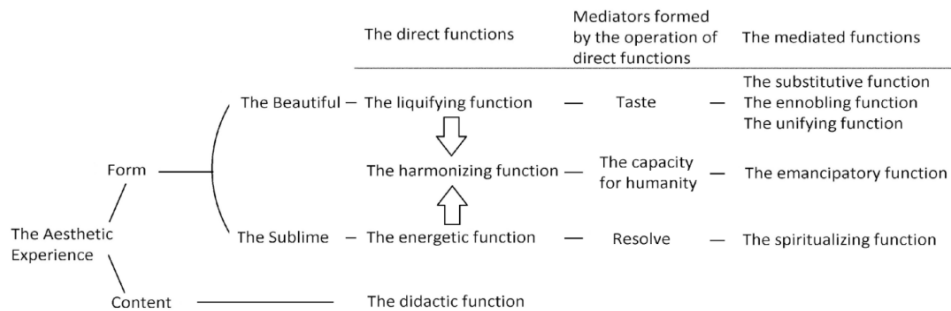 The direct functions
Mediators formed
by the operation of
direct functions
The mediated functions
The Beautiful
The liquifying function
Taste
The substitutive function
The ennobling function
The unifying function
Form
The harmonizing function
The capacity
for humanity
The emancipatory function
The Aesthetic
Experience
The Sublime
The energetic function
Resolve
The spiritualizing function
Content
The didactic function